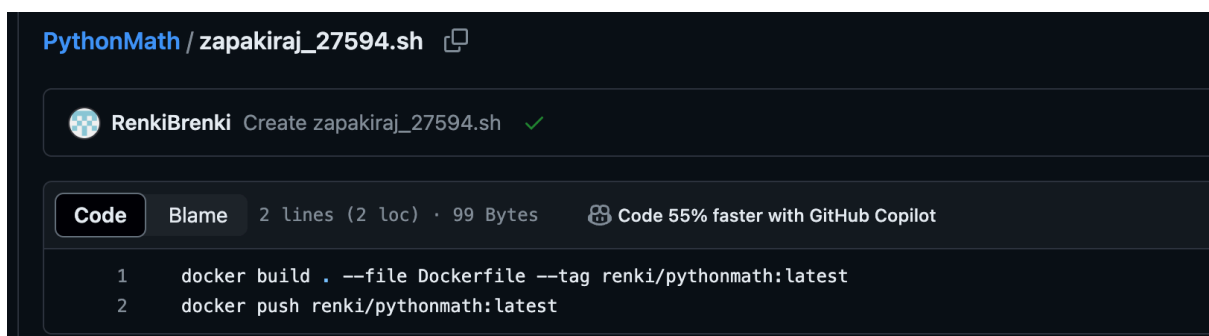 PythonMath / zapakiraj_27594.sh
RenkiBrenki Create zapakiraj_27594.sh
Code Blame 2 lines (2 loc) · 99 Bytes Code 55% faster with GitHub Copilot
1 docker build . --file Dockerfile --tag renki/pythonmath:latest
2 docker push renki/pythonmath:latest